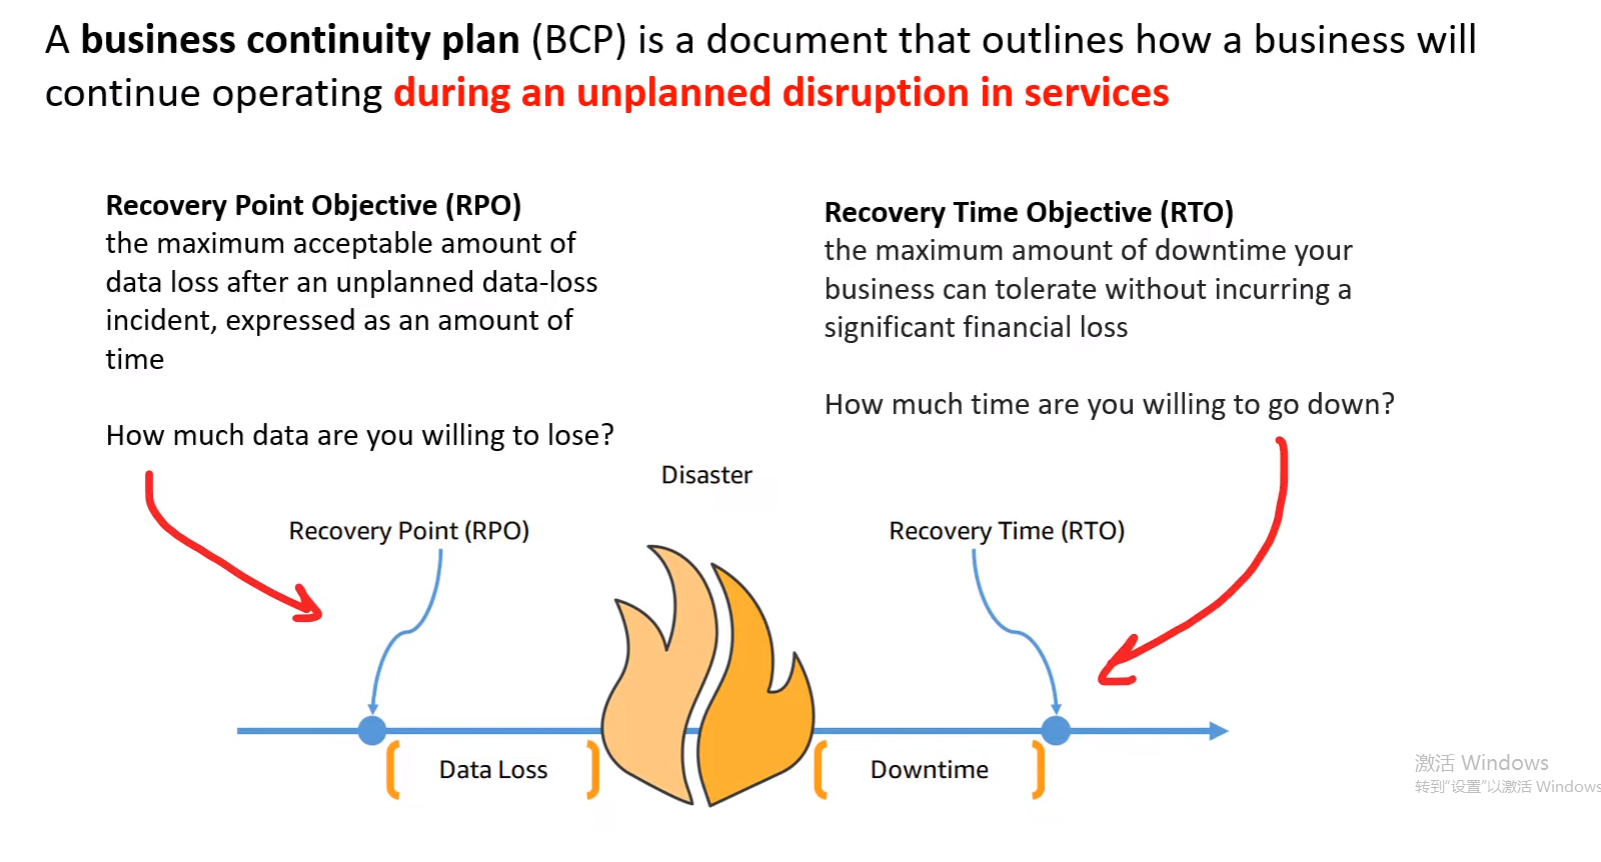 A business continuity plan (BCP) is a document that outlines how a business will
continue operating during an unplanned disruption in services
Recovery Point Objective (RPO)
the maximum acceptable amount of
data loss after an unplanned data-loss
incident, expressed as an amount of
time
How much data are you willing to lose?
Recovery Time Objective (RTO)
the maximum amount of downtime your
business can tolerate without incurring a
significant financial loss
How much time are you willing to go down?
Disaster
Recovery Point (RPO)
Recovery Time (RTO)
Data Loss
Downtime
激活 Windows
转到“设置”以激活 Windows